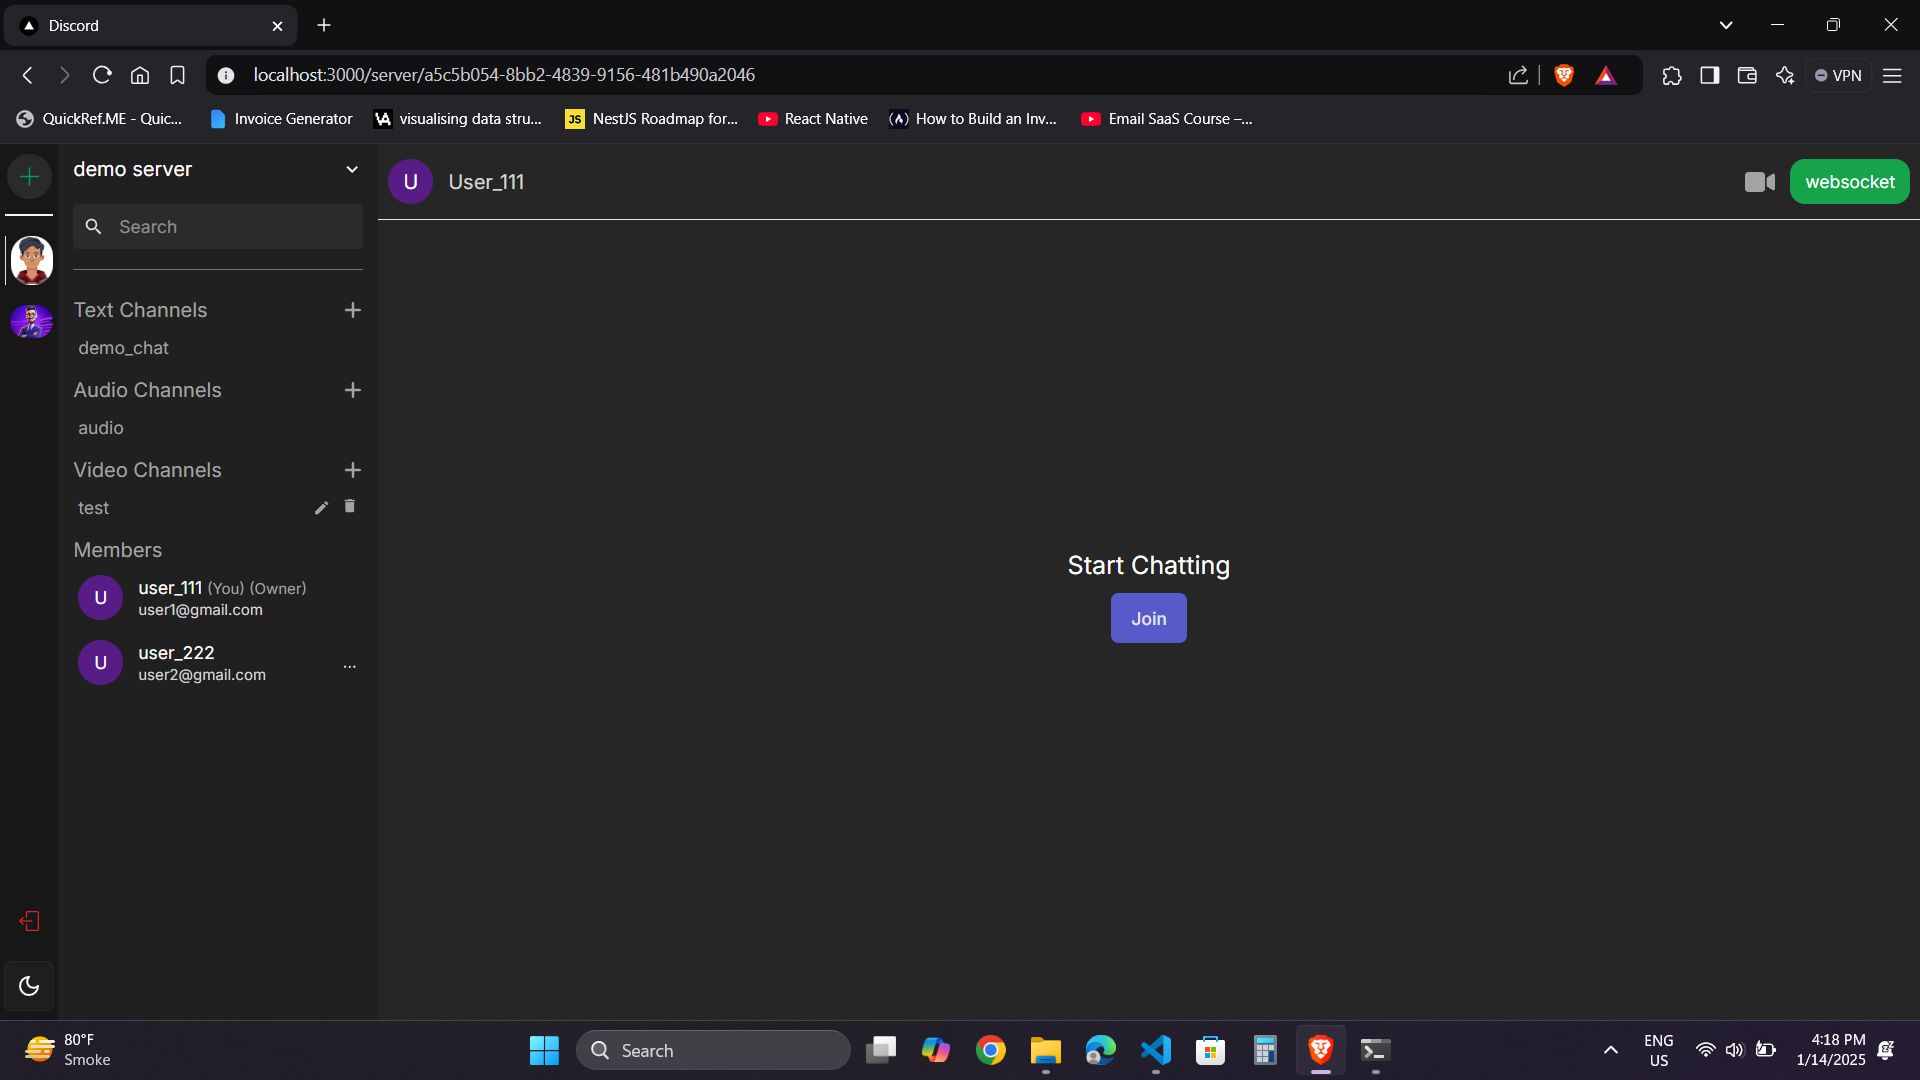 Discord
localhost:3000/server/a5c5b054-8bb2-4839-9156-481b490a2046
VPN
QuickRef.ME - Quic...
Invoice Generator
visualising data stru...
JS
NestJS Roadmap for...
React Native
How to Build an Inv...
Email SaaS Course –...
demo server
Search
Text Channels
demo_chat
Audio Channels
audio
Video Channels
test
Members
U
user_111 (You) (Owner)
user1@gmail.com
U
user_222
user2@gmail.com
...
U
User_111
websocket
Start Chatting
Join
80°F
Smoke
Search
ENG
US
4:18 PM
1/14/2025